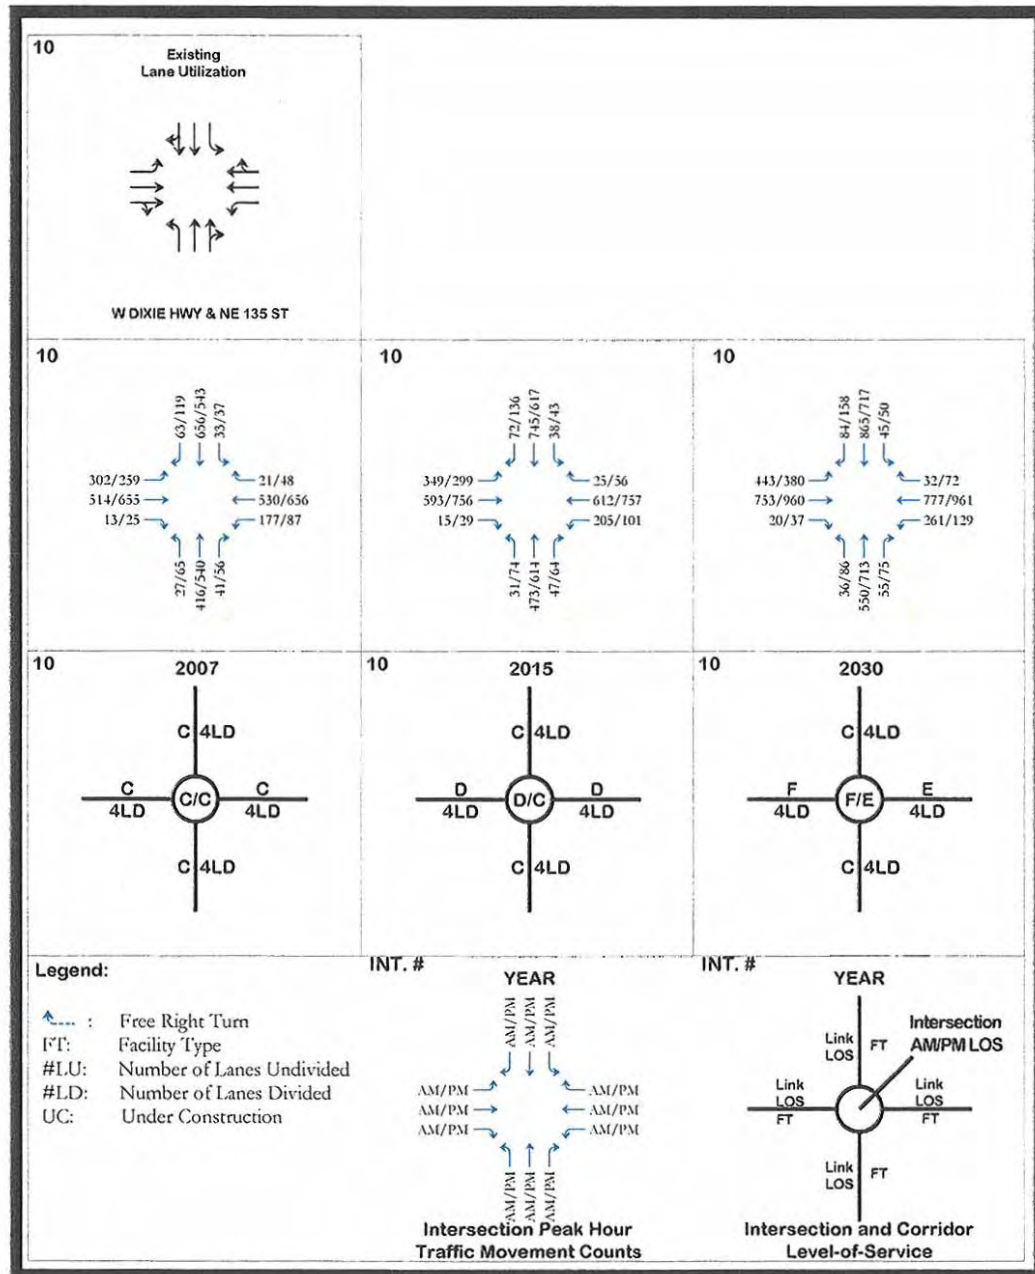 10
Existing
Lane Utilization
W DIXIE HWY & NE 135 ST
10
63/119
656/543
33/37
302/259
514/655
13/25
21/48
530/656
177/87
27/65
416/540
41/56
10
72/136
745/617
38/43
349/299
593/756
15/29
25/56
612/757
205/101
31/74
473/614
47/64
10
84/158
865/717
45/50
443/380
753/960
20/37
32/72
777/961
261/129
36/86
550/713
55/75
10
2007
C 4LD
C
4LD
C/C
C
4LD
C 4LD
10
2015
C 4LD
D
4LD
D/C
D
4LD
C 4LD
10
2030
C 4LD
F
4LD
F/E
E
4LD
C 4LD
Legend:
: Free Right Turn
FT: Facility Type
#LU: Number of Lanes Undivided
#LD: Number of Lanes Divided
UC: Under Construction
INT. #
YEAR
AM/PM
AM/PM
AM/PM
AM/PM
AM/PM
AM/PM
AM/PM
AM/PM
AM/PM
AM/PM
AM/PM
AM/PM
Intersection Peak Hour
Traffic Movement Counts
INT. #
YEAR
Link
LOS
FT
Intersection
AM/PM LOS
Link
LOS
FT
Link
LOS
FT
Link
LOS
FT
Intersection and Corridor
Level-of-Service